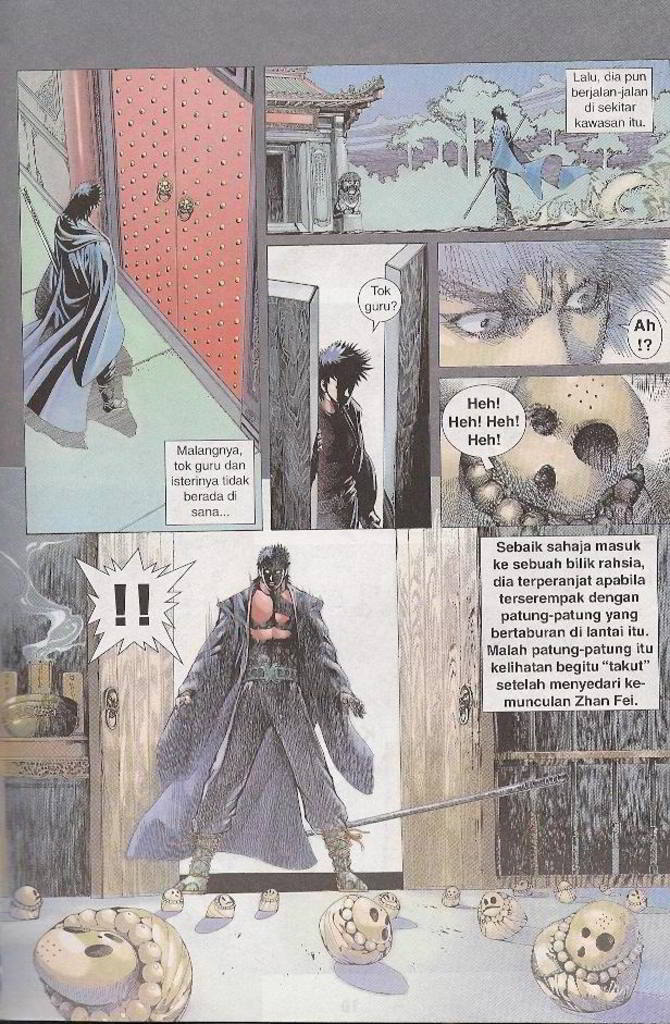 Lalu, dia pun
berjalan-jalan
di sekitar
kawasan itu.
Malangnya,
tok guru dan
isterinya tidak
berada di
sana...
Tok
guru?
Ah
!?
Heh!
Heh! Heh!
Heh!
!!
Sebaik sahaja masuk
ke sebuah bilik rahsia,
dia terperanjat apabila
terserempak dengan
patung-patung yang
bertaburan di lantai itu.
Malah patung-patung itu
kelihatan begitu "takut"
setelah menyedari ke-
munculan Zhan Fei.